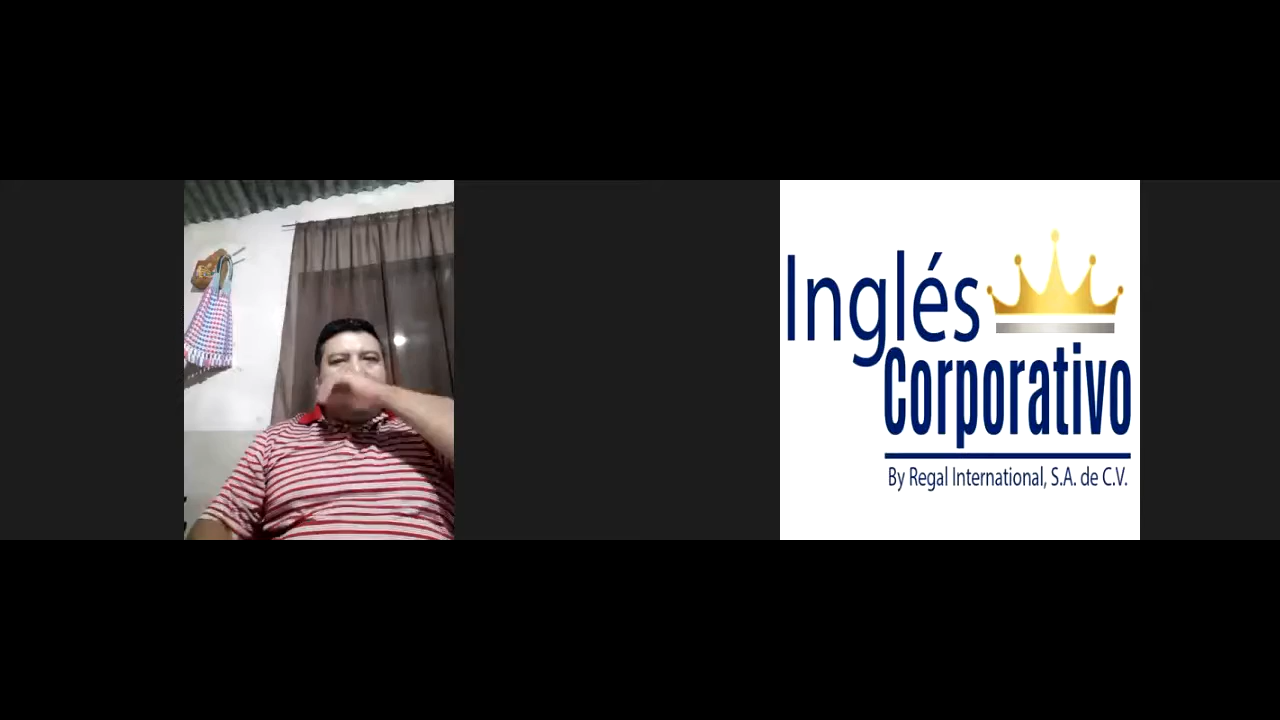 Inglés
Corporativo
By Regal International, S.A. de C.V.